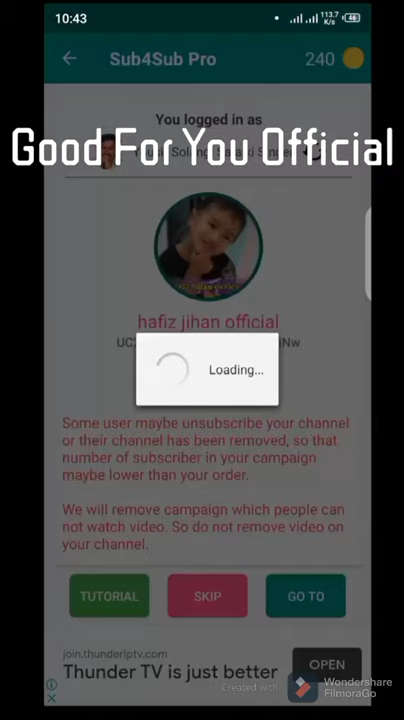 10:43
113.7
K/s
46
Sub4Sub Pro
240
You logged in as
Good For You Official
hafiz jihan official
Loading...
Some user maybe unsubscribe your channel
or their channel has been removed, so that
number of subscriber in your campaign
maybe lower than your order.
We will remove campaign which people can
not watch video. So do not remove video on
your channel.
TUTORIAL
SKIP
GO TO
join.thunderiptv.com
Thunder TV is just better
OPEN
Created with
Wondershare
FilmoraGo